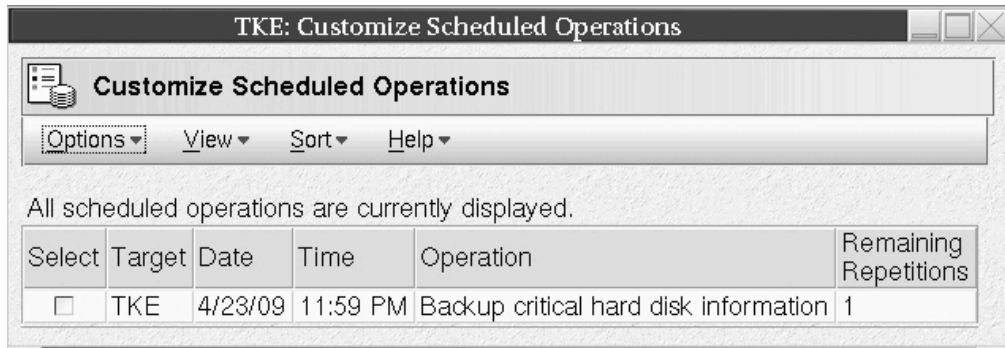 TKE: Customize Scheduled Operations
Customize Scheduled Operations
Options View Sort Help
All scheduled operations are currently displayed.
Select Target Date Time Operation Remaining Repetitions
TKE 4/23/09 11:59 PM Backup critical hard disk information 1